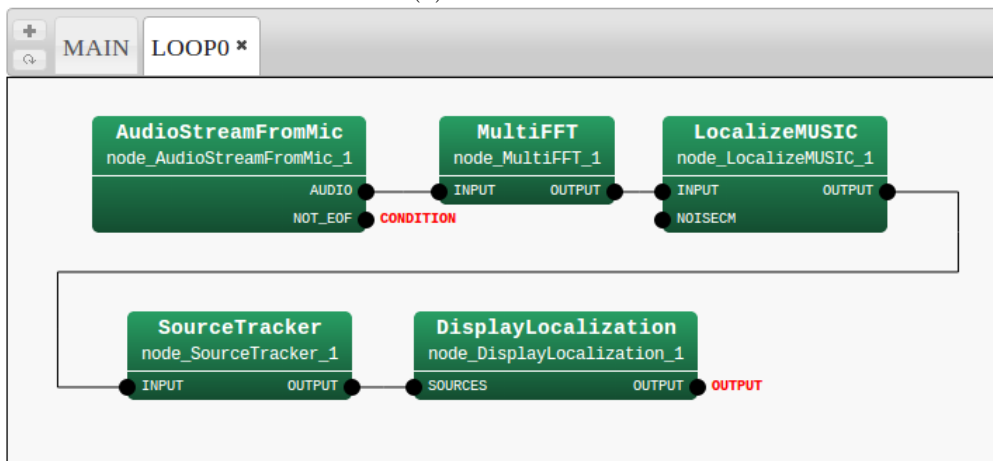 MAIN LOOP0 ×
AudioStreamFromMic
node_AudioStreamFromMic_1
AUDIO
NOT_EOF CONDITION
MultiFFT
node_MultiFFT_1
INPUT OUTPUT
LocalizeMUSIC
node_LocalizeMUSIC_1
INPUT OUTPUT
NOISECM
SourceTracker
node_SourceTracker_1
INPUT OUTPUT
DisplayLocalization
node_DisplayLocalization_1
SOURCES OUTPUT OUTPUT